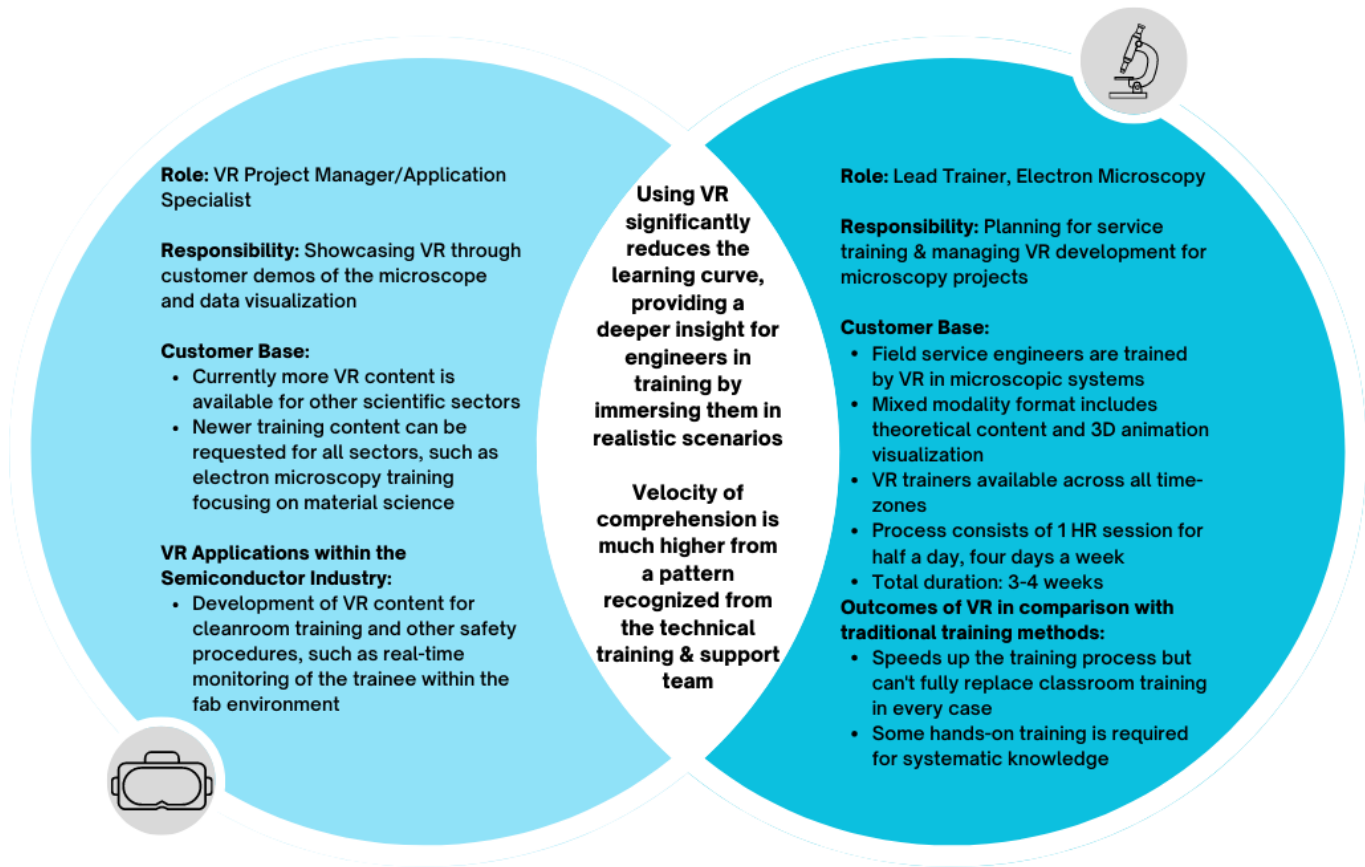 Role: VR Project Manager/Application
Specialist
Responsibility: Showcasing VR through
customer demos of the microscope
and data visualization
Customer Base:
• Currently more VR content is
available for other scientific sectors
• Newer training content can be
requested for all sectors, such as
electron microscopy training
focusing on material science
VR Applications within the
Semiconductor Industry:
• Development of VR content for
cleanroom training and other safety
procedures, such as real-time
monitoring of the trainee within the
fab environment
Using VR
significantly
reduces the
learning curve,
providing a
deeper insight for
engineers in
training by
immersing them in
realistic scenarios
Velocity of
comprehension is
much higher from
a pattern
recognized from
the technical
training & support
team
Role: Lead Trainer, Electron Microscopy
Responsibility: Planning for service
training & managing VR development for
microscopy projects
Customer Base:
• Field service engineers are trained
by VR in microscopic systems
• Mixed modality format includes
theoretical content and 3D animation
visualization
• VR trainers available across all time-
zones
• Process consists of 1 HR session for
half a day, four days a week
• Total duration: 3-4 weeks
Outcomes of VR in comparison with
traditional training methods:
• Speeds up the training process but
can't fully replace classroom training
in every case
• Some hands-on training is required
for systematic knowledge